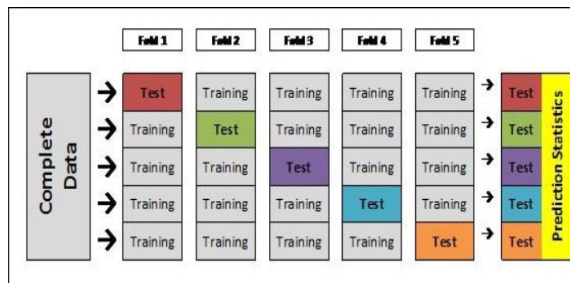 Fold 1 Fold 2 Fold 3 Fold 4 Fold 5
Complete
Data
Test Training Training Training Training Test
Training Test Training Training Training Test
Training Training Test Training Training Test
Training Training Training Test Training Test
Training Training Training Training Test Test
Prediction Statistics